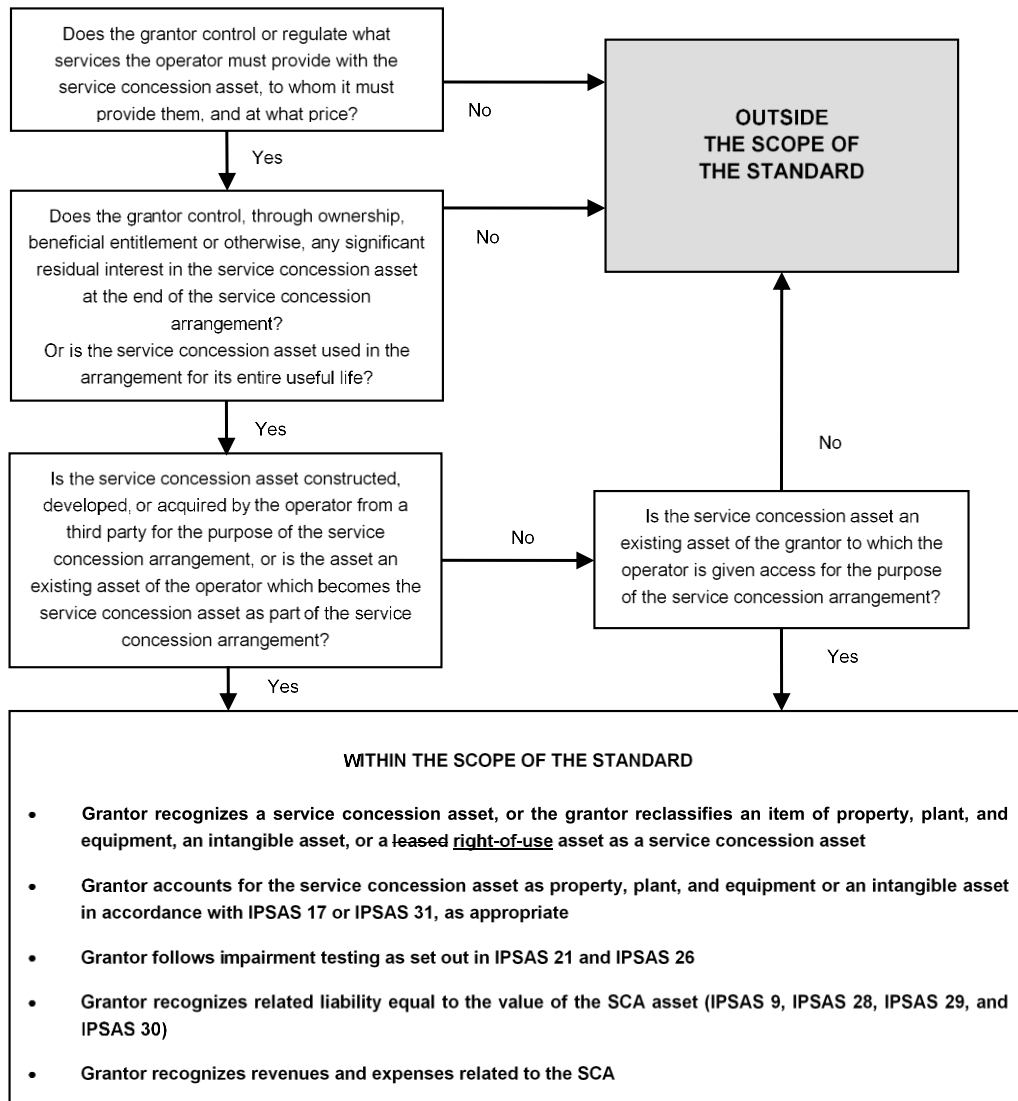 Does the grantor control or regulate what
services the operator must provide with the
service concession asset, to whom it must
provide them, and at what price?
No
OUTSIDE
THE SCOPE OF
THE STANDARD
Yes
Does the grantor control, through ownership,
beneficial entitlement or otherwise, any significant
residual interest in the service concession asset
at the end of the service concession
arrangement?
Or is the service concession asset used in the
arrangement for its entire useful life?
No
Yes
No
Is the service concession asset constructed,
developed, or acquired by the operator from a
third party for the purpose of the service
concession arrangement, or is the asset an
existing asset of the operator which becomes the
service concession asset as part of the service
concession arrangement?
No
Is the service concession asset an
existing asset of the grantor to which the
operator is given access for the purpose
of the service concession arrangement?
Yes
Yes
WITHIN THE SCOPE OF THE STANDARD
• Grantor recognizes a service concession asset, or the grantor reclassifies an item of property, plant, and
equipment, an intangible asset, or a leased right-of-use asset as a service concession asset
• Grantor accounts for the service concession asset as property, plant, and equipment or an intangible asset
in accordance with IPSAS 17 or IPSAS 31, as appropriate
• Grantor follows impairment testing as set out in IPSAS 21 and IPSAS 26
• Grantor recognizes related liability equal to the value of the SCA asset (IPSAS 9, IPSAS 28, IPSAS 29, and
IPSAS 30)
• Grantor recognizes revenues and expenses related to the SCA